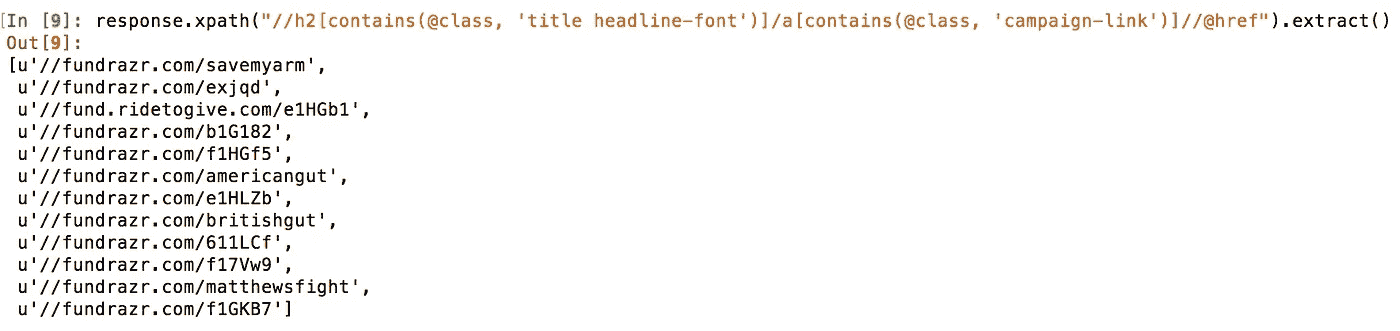 In [9]: response.xpath("//h2[contains(@class, 'title headline-font')]/a[contains(@class, 'campaign-link')]//@href").extract()
Out[9]:
[u'//fundrazr.com/savemyarm',
u'//fundrazr.com/exjqd',
u'//fund.ridetogive.com/e1HGb1',
u'//fundrazr.com/b1G182',
u'//fundrazr.com/f1HGf5',
u'//fundrazr.com/americangut',
u'//fundrazr.com/e1HLZb',
u'//fundrazr.com/britishgut',
u'//fundrazr.com/611LCf',
u'//fundrazr.com/f17Vw9',
u'//fundrazr.com/matthewsfight',
u'//fundrazr.com/f1GKB7']